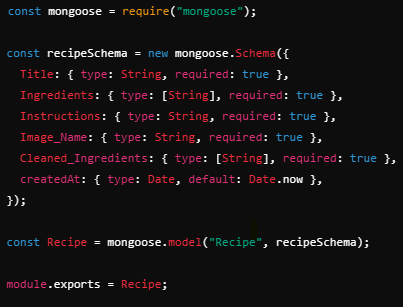 const mongoose = require("mongoose");
const recipeSchema = new mongoose.Schema({
  Title: { type: String, required: true },
  Ingredients: { type: [String], required: true },
  Instructions: { type: String, required: true },
  Image_Name: { type: String, required: true },
  Cleaned_Ingredients: { type: [String], required: true },
  createdAt: { type: Date, default: Date.now },
});
const Recipe = mongoose.model("Recipe", recipeSchema);
module.exports = Recipe;